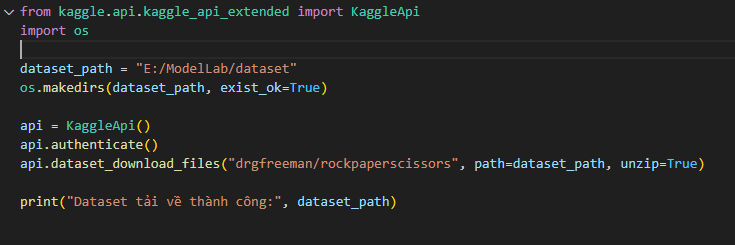 from kaggle.api.kaggle_api_extended import KaggleApi
import os
dataset_path = "E:/ModelLab/dataset"
os.makedirs(dataset_path, exist_ok=True)
api = KaggleApi()
api.authenticate()
api.dataset_download_files("drgfreeman/rockpaperscissors", path=dataset_path, unzip=True)
print("Dataset tải về thành công:", dataset_path)